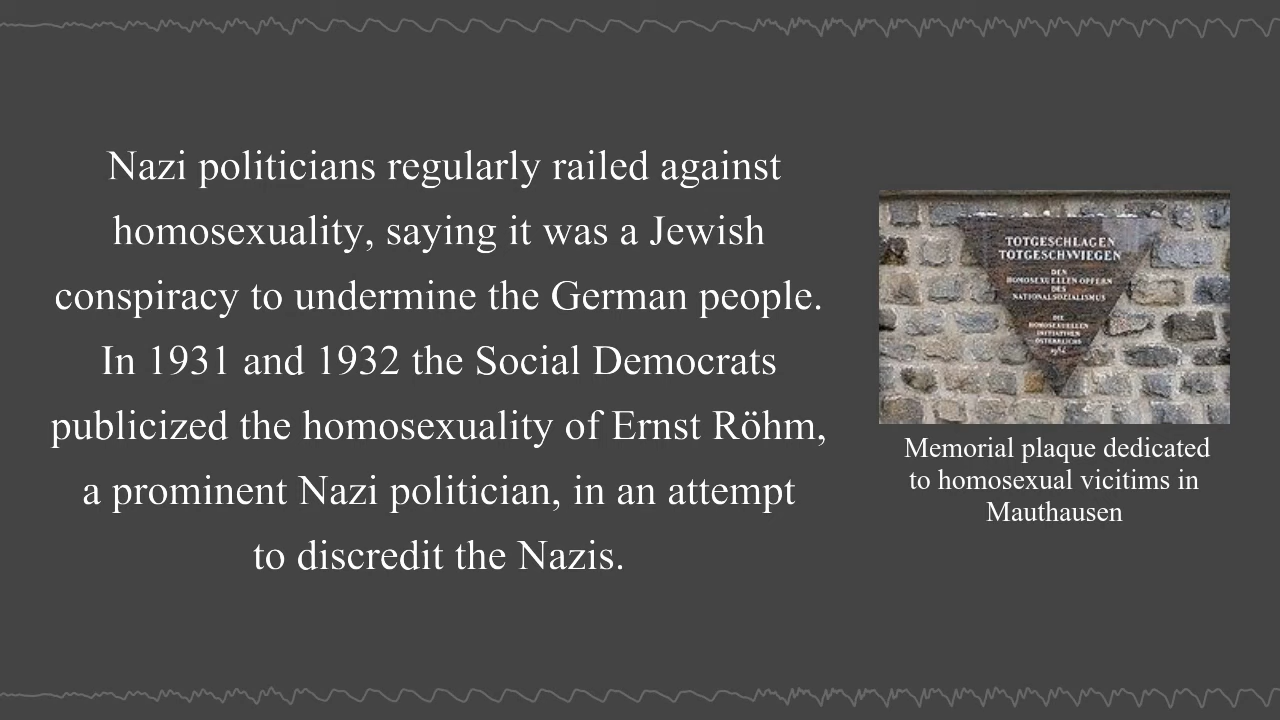 Nazi politicians regularly railed against
homosexuality, saying it was a Jewish
conspiracy to undermine the German people.
In 1931 and 1932 the Social Democrats
publicized the homosexuality of Ernst Röhm,
a prominent Nazi politician, in an attempt
to discredit the Nazis.
TOTGESCHLAGEN
TOTGESCHWIEGEN
DEN
HOMOSEXUELLEN OPFERN
DES
NATIONALSOZIALISMUS
DIE
HOMOSEXUELLEN
INITIATIVEN
ÖSTERREICHS
1984
Memorial plaque dedicated
to homosexual vicitims in
Mauthausen